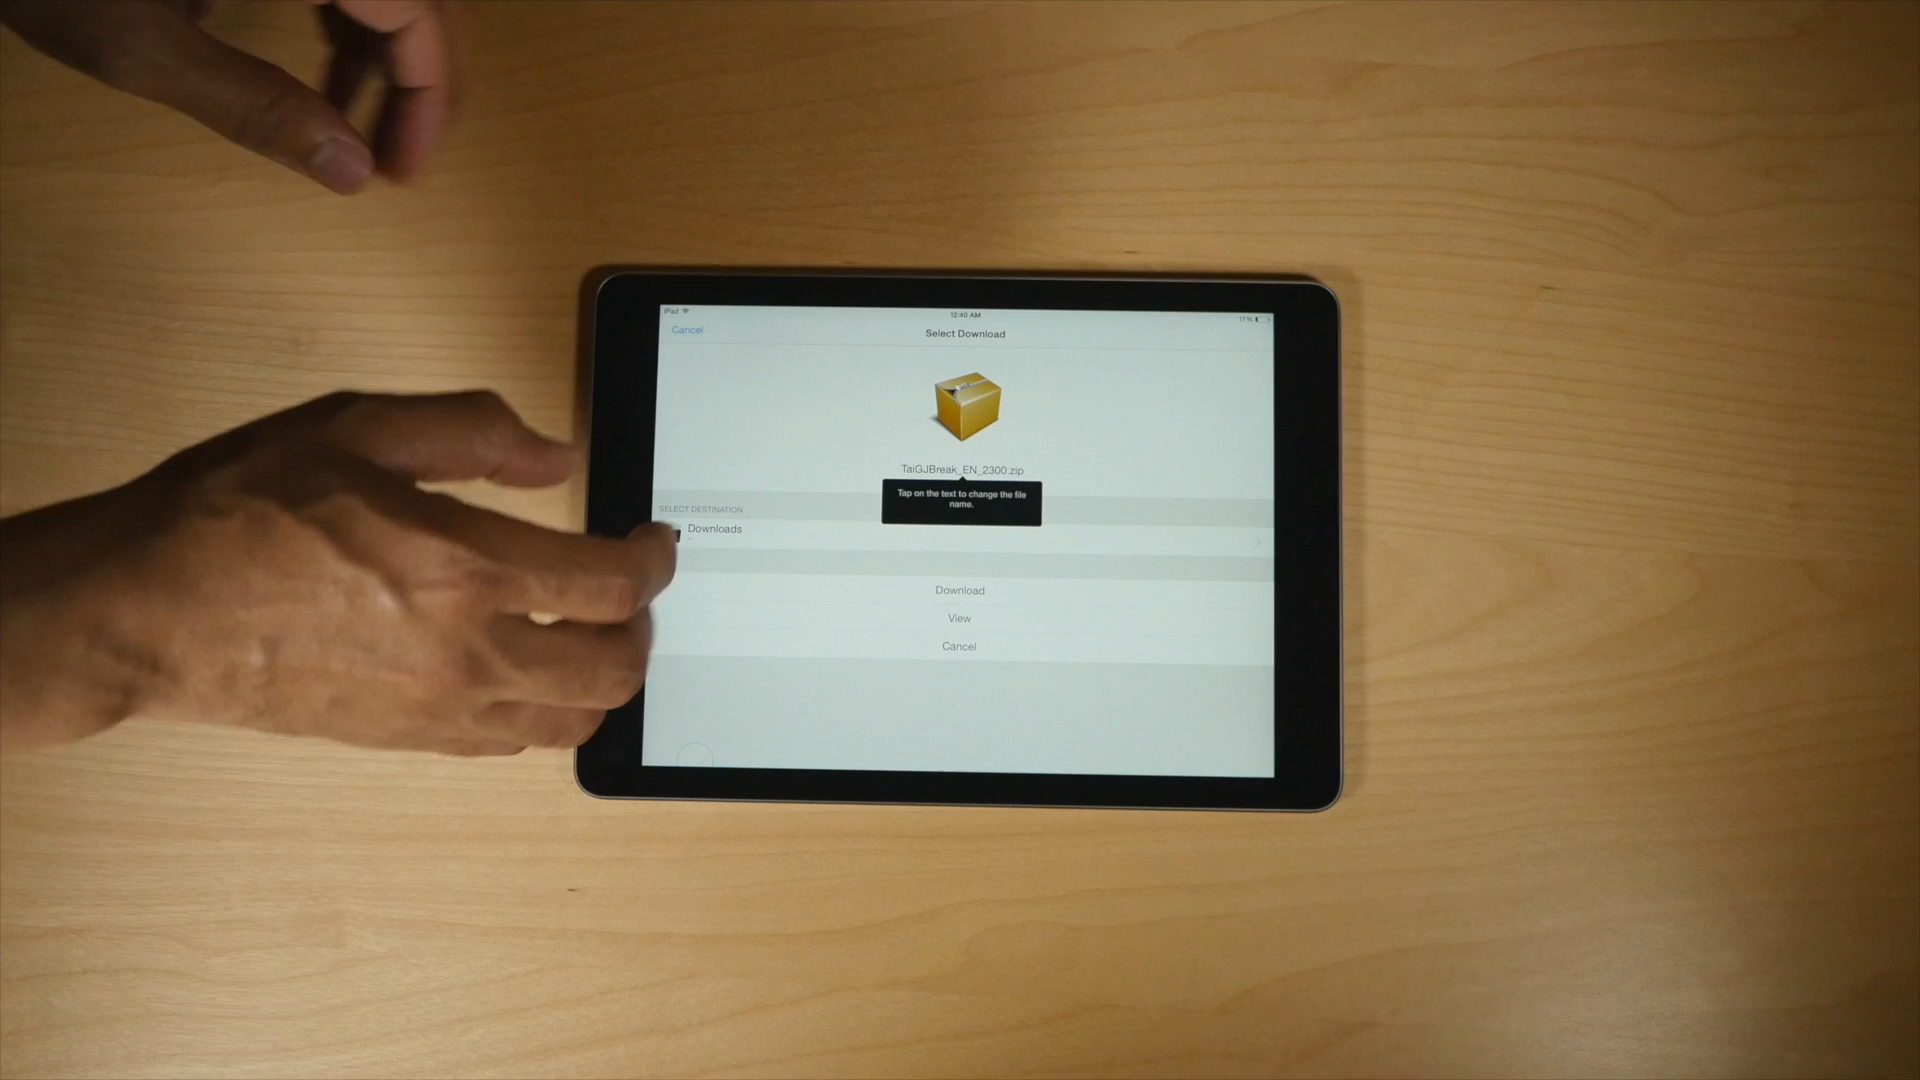 iPad
12:40 AM
17%
Cancel
Select Download
TaiGJBreak_EN_2300.zip
Tap on the text to change the file
name.
SELECT DESTINATION
Downloads
Download
View
Cancel